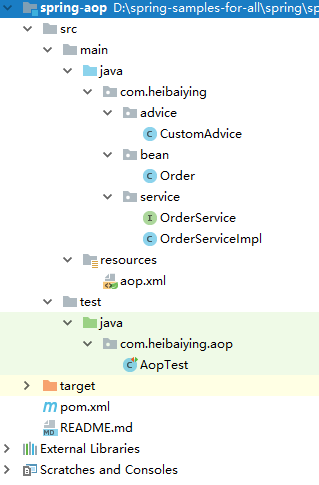 spring-aop D:\spring-samples-for-all\spring\sp
src
main
java
com.heibaiying
advice
CustomAdvice
bean
Order
service
OrderService
OrderServiceImpl
resources
aop.xml
test
java
com.heibaiying.aop
AopTest
target
pom.xml
README.md
External Libraries
Scratches and Consoles